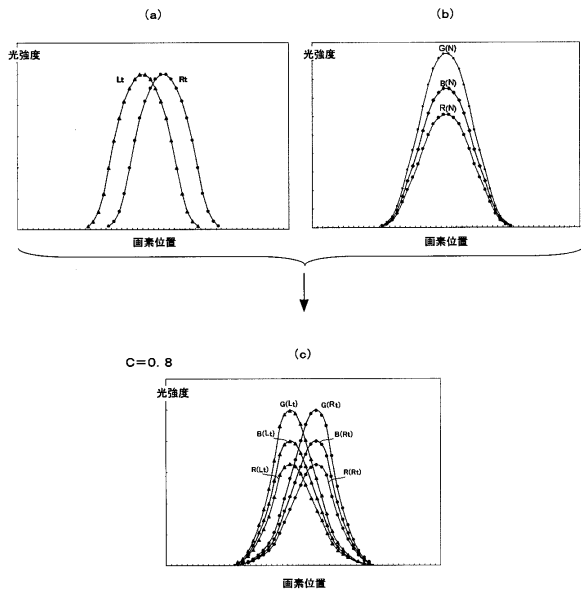 (a)
光強度
Lt
Rt
画素位置
(b)
光強度
G(N)
B(N)
R(N)
画素位置
C=0.8
(c)
光強度
G(Lt)
G(Rt)
B(Lt)
B(Rt)
R(Lt)
R(Rt)
画素位置